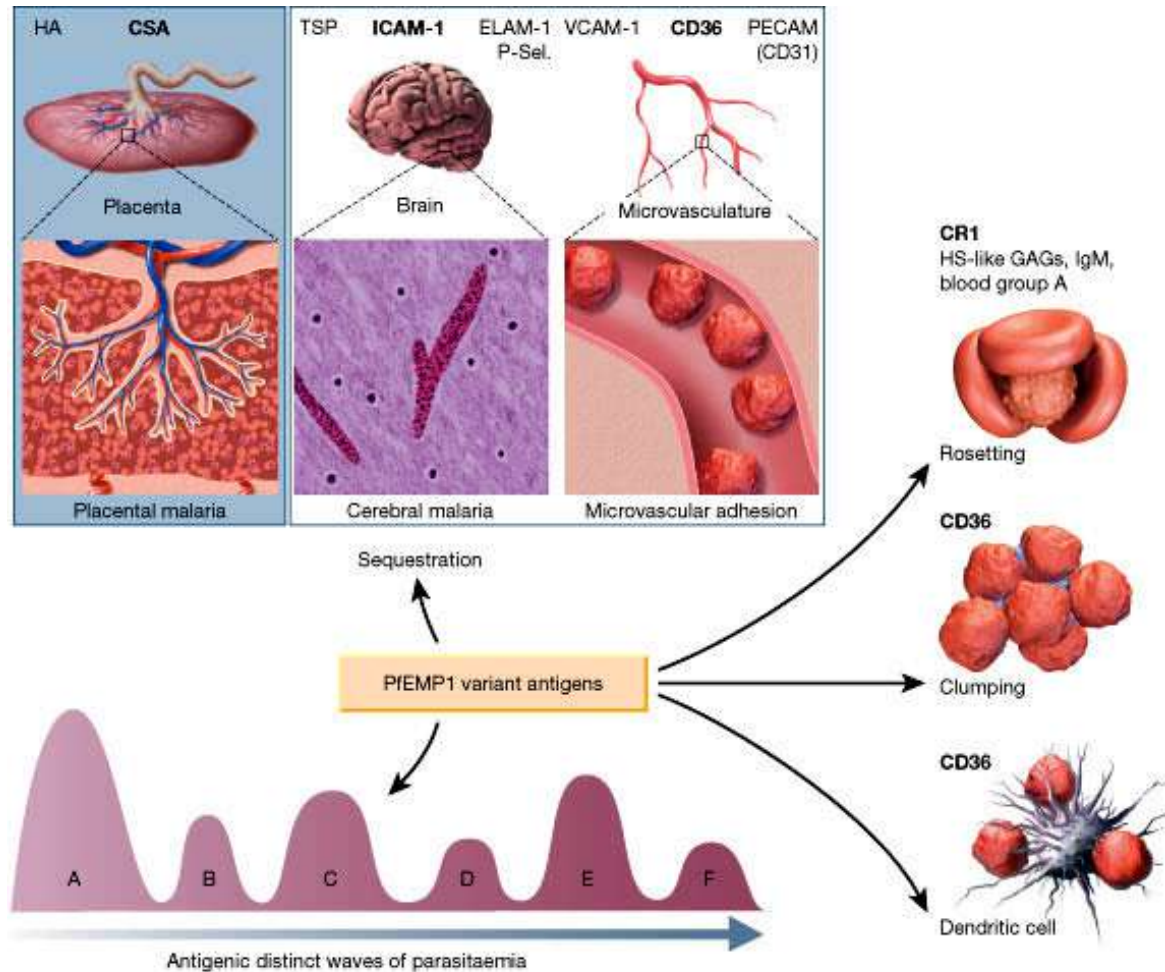 HA CSA
TSP ICAM-1 ELAM-1 VCAM-1 CD36 PECAM
P-Sel. (CD31)
Placenta
Brain
Microvasculature
Placental malaria
Cerebral malaria
Microvascular adhesion
CR1
HS-like GAGs, IgM,
blood group A
Rosetting
Sequestration
CD36
Clumping
PfEMP1 variant antigens
CD36
Dendritic cell
A B C D E F
Antigenic distinct waves of parasitaemia